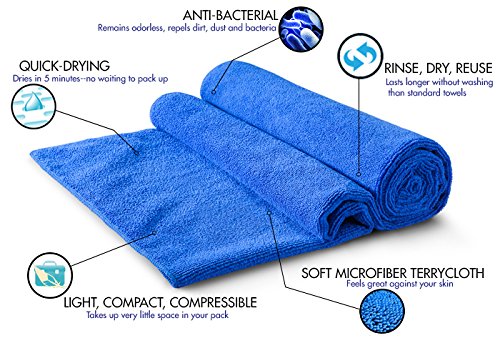 ANTI-BACTERIAL
Remains odorless, repels dirt, dust and bacteria
QUICK-DRYING
Dries in 5 minutes--no waiting to pack up
RINSE, DRY, REUSE
Lasts longer without washing
than standard towels
SOFT MICROFIBER TERRYCLOTH
Feels great against your skin
LIGHT, COMPACT, COMPRESSIBLE
Takes up very little space in your pack